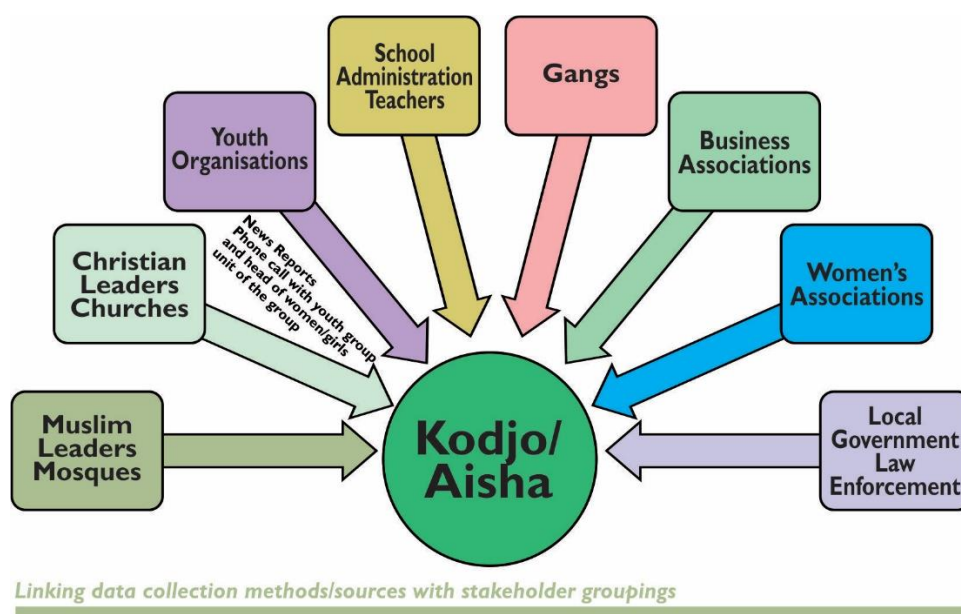 School
Administration
Teachers
Gangs
Youth
Organisations
Business
Associations
Christian
Leaders
Churches
News Reports
Phone call with youth group
and head of women/girls
unit of the group
Women's
Associations
Muslim
Leaders
Mosques
Kodjo/
Aisha
Local
Government
Law
Enforcement
Linking data collection methods/sources with stakeholder groupings